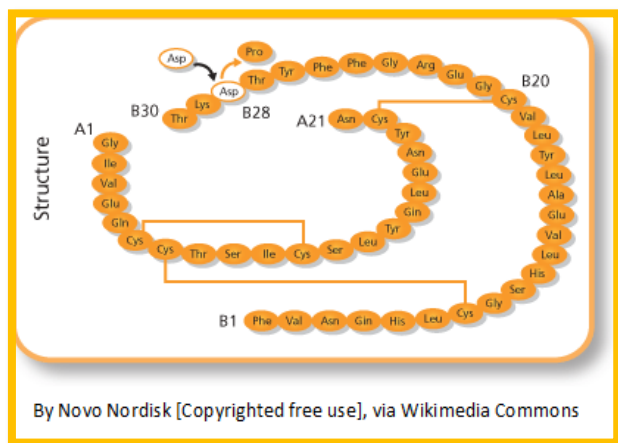 Structure
Asp
Pro
B30
Thr Lys Asp Thr Tyr Phe Phe Gly Arg Glu Gly Cys Val Leu Tyr Leu Ala Glu Val Leu His Ser Gly Cys Leu His Gin Asn Val Phe
B28
B20
B1
A1
Gly Ile Val Glu Gin Cys Cys Thr Ser Ile Cys Ser Leu Tyr Gin Leu Glu Asn Tyr Cys Asn
A21
By Novo Nordisk [Copyrighted free use], via Wikimedia Commons